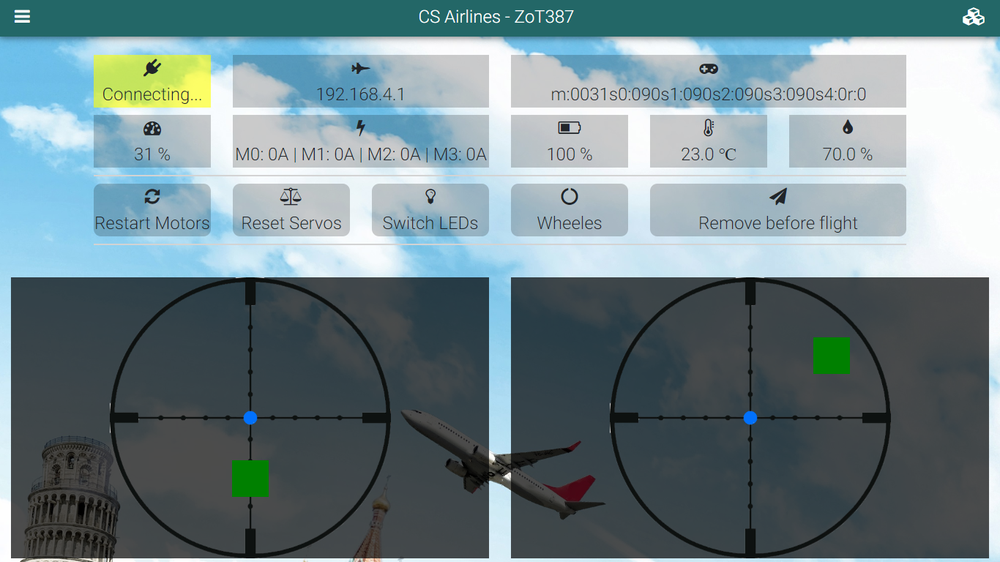 CS Airlines - ZoT387
Connecting...
192.168.4.1
m:0031s0:090s1:090s2:090s3:090s4:0r:0
31 %
M0: 0A | M1: 0A | M2: 0A | M3: 0A
100 %
23.0 °C
70.0 %
Restart Motors
Reset Servos
Switch LEDs
Wheeles
Remove before flight